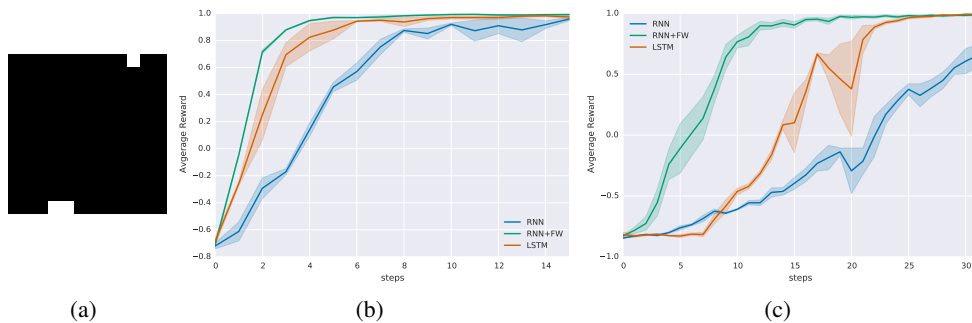 1.0
0.8
0.6
0.4
0.2
0.0
−0.2
−0.4
−0.6
−0.8
Avgerage Reward
0 2 4 6 8 10 12 14
steps
RNN
RNN+FW
LSTM
1.0
0.5
0.0
−0.5
−1.0
Avgerage Reward
0 5 10 15 20 25 30
steps
RNN
RNN+FW
LSTM
(a) (b) (c)